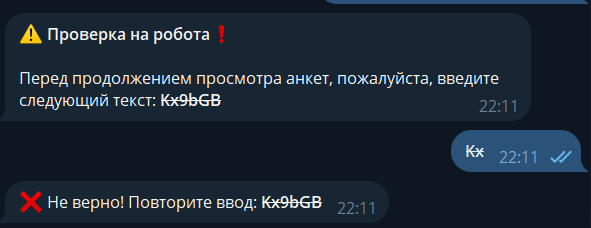 ⚠️ Проверка на робота❗
Перед продолжением просмотра анкет, пожалуйста, введите
следующий текст: Kx9bGB
22:11
Kx 22:11
❌ Не верно! Повторите ввод: Kx9bGB 22:11